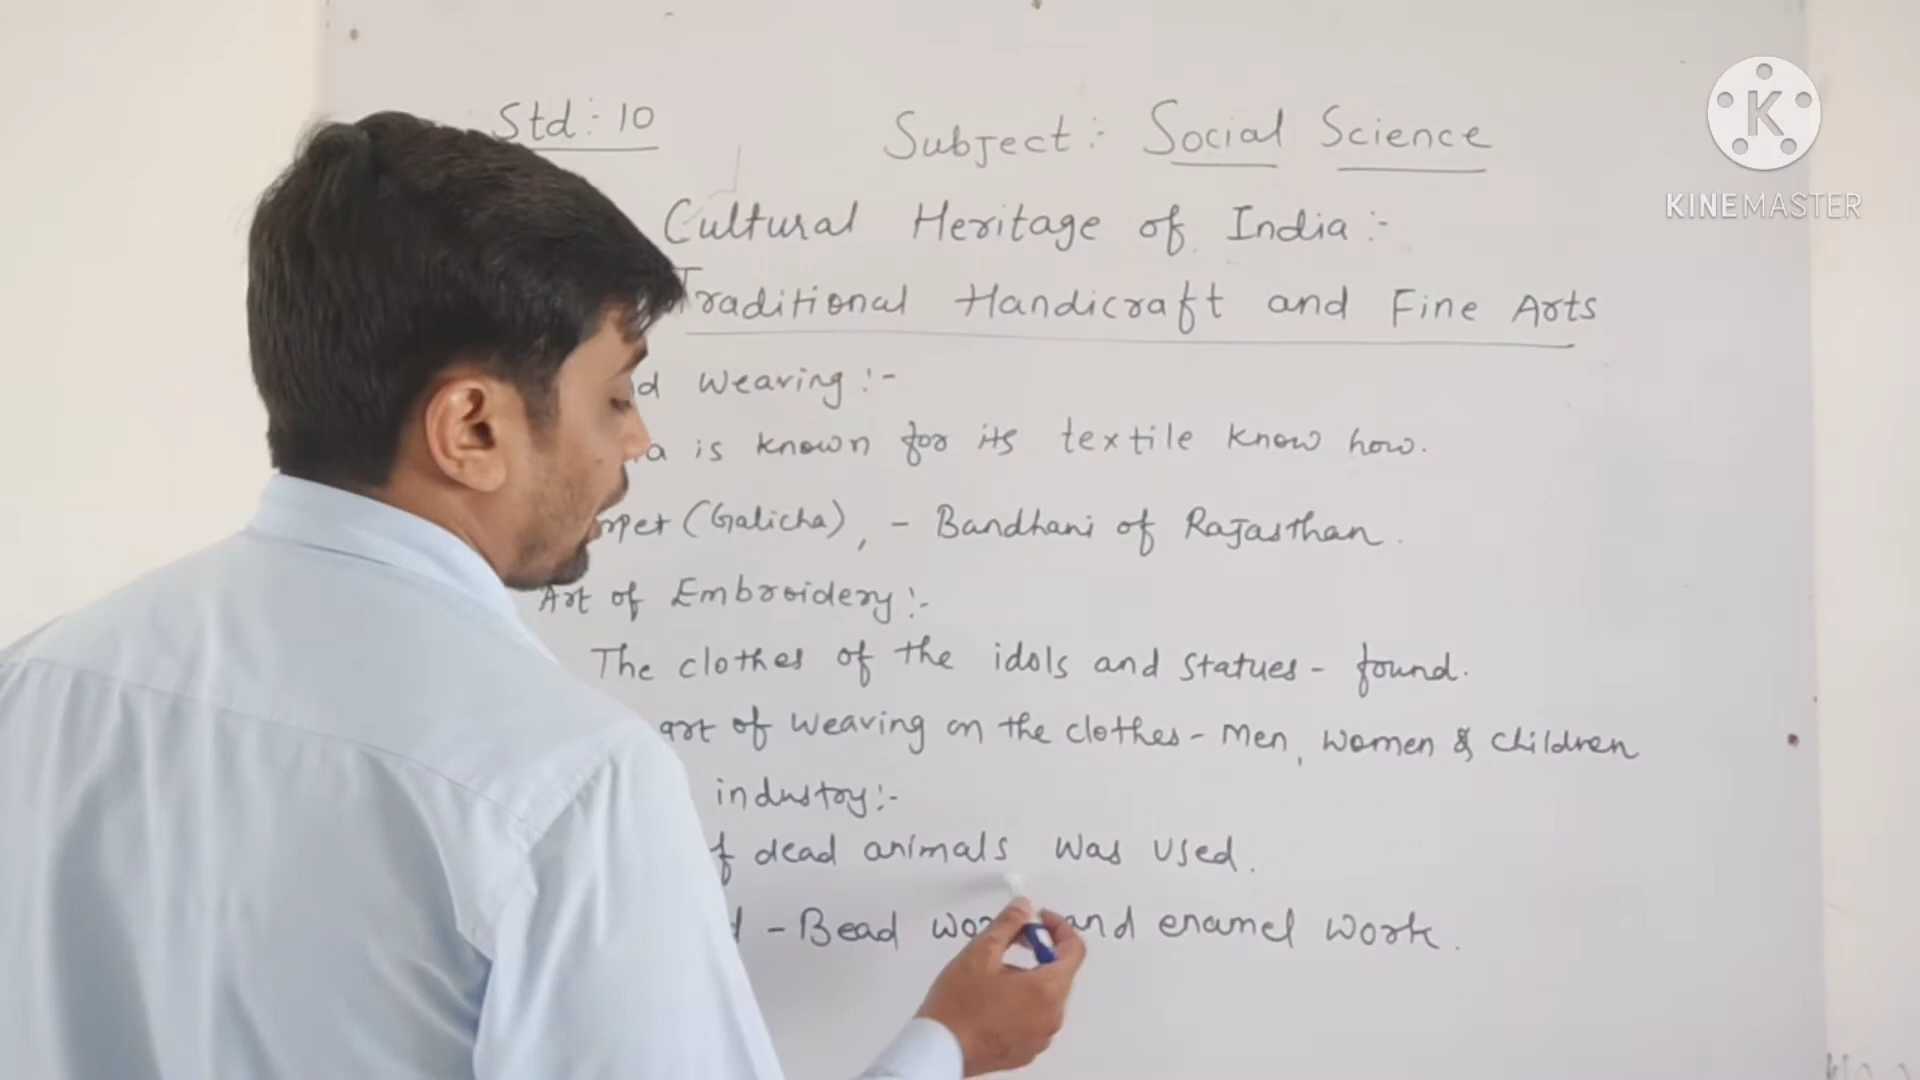 Std:- 10
Subject:- Social Science
KINEMASTER
Cultural Heritage of India:-
Traditional Handicraft and Fine Arts
Weaving:-
is known for its textile know how.
(Galicha), - Bandhani of Rajasthan.
Art of Embroidery:-
The clothes of the idols and statues - found.
art of weaving on the clothes - Men, women & children
industry:-
dead animals was used.
- Bead and enamel work.